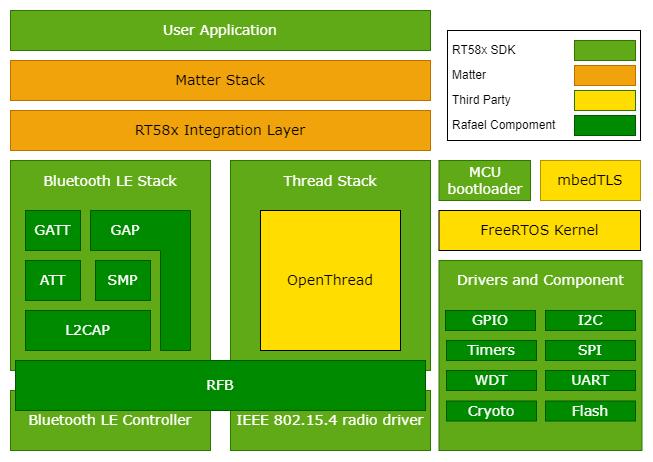 User Application
Matter Stack
RT58x Integration Layer
RT58x SDK
Matter
Third Party
Rafael Component
Bluetooth LE Stack
GATT
GAP
ATT
SMP
L2CAP
Thread Stack
OpenThread
RFB
Bluetooth LE Controller
IEEE 802.15.4 radio driver
MCU
bootloader
mbedTLS
FreeRTOS Kernel
Drivers and Component
GPIO
I2C
Timers
SPI
WDT
UART
Cryoto
Flash